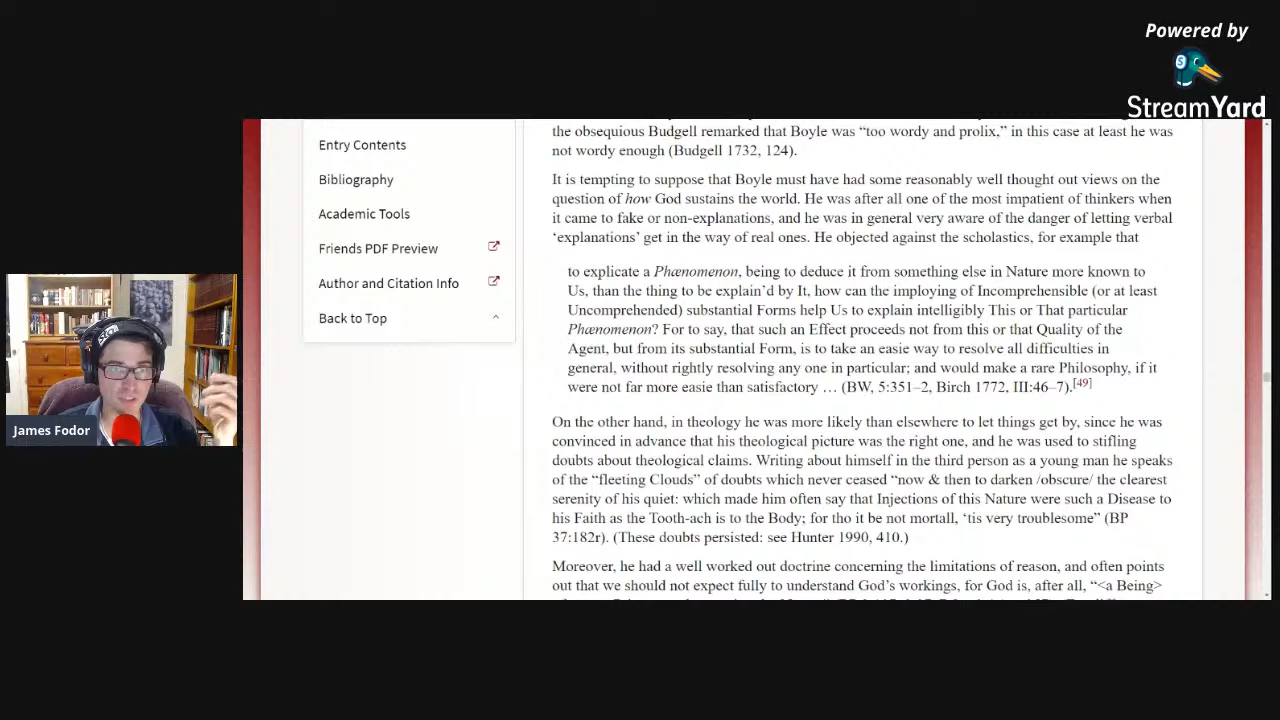 Powered by
StreamYard
the obsequious Budgell remarked that Boyle was “too wordy and prolix,” in this case at least he was
not wordy enough (Budgell 1732, 124).
Entry Contents
Bibliography
Academic Tools
Friends PDF Preview
Author and Citation Info
Back to Top
It is tempting to suppose that Boyle must have had some reasonably well thought out views on the
question of how God sustains the world. He was after all one of the most impatient of thinkers when
it came to fake or non-explanations, and he was in general very aware of the danger of letting verbal
‘explanations’ get in the way of real ones. He objected against the scholastics, for example that
to explicate a Phænomenon, being to deduce it from something else in Nature more known to
Us, than the thing to be explain’d by It, how can the imploying of Incomprehensible (or at least
Uncomprehended) substantial Forms help Us to explain intelligibly This or That particular
Phænomenon? For to say, that such an Effect proceeds not from this or that Quality of the
Agent, but from its substantial Form, is to take an easie way to resolve all difficulties in
general, without rightly resolving any one in particular; and would make a rare Philosophy, if it
were not far more easie than satisfactory … (BW, 5:351–2, Birch 1772, III:46–7).[49]
On the other hand, in theology he was more likely than elsewhere to let things get by, since he was
convinced in advance that his theological picture was the right one, and he was used to stifling
doubts about theological claims. Writing about himself in the third person as a young man he speaks
of the “fleeting Clouds” of doubts which never ceased “now & then to darken /obscure/ the clearest
serenity of his quiet: which made him often say that Injections of this Nature were such a Disease to
his Faith as the Tooth-ach is to the Body; for tho it be not mortall, ‘tis very troublesome” (BP
37:182r). (These doubts persisted: see Hunter 1990, 410.)
Moreover, he had a well worked out doctrine concerning the limitations of reason, and often points
out that we should not expect fully to understand God’s workings, for God is, after all, “<a Being>
James Fodor